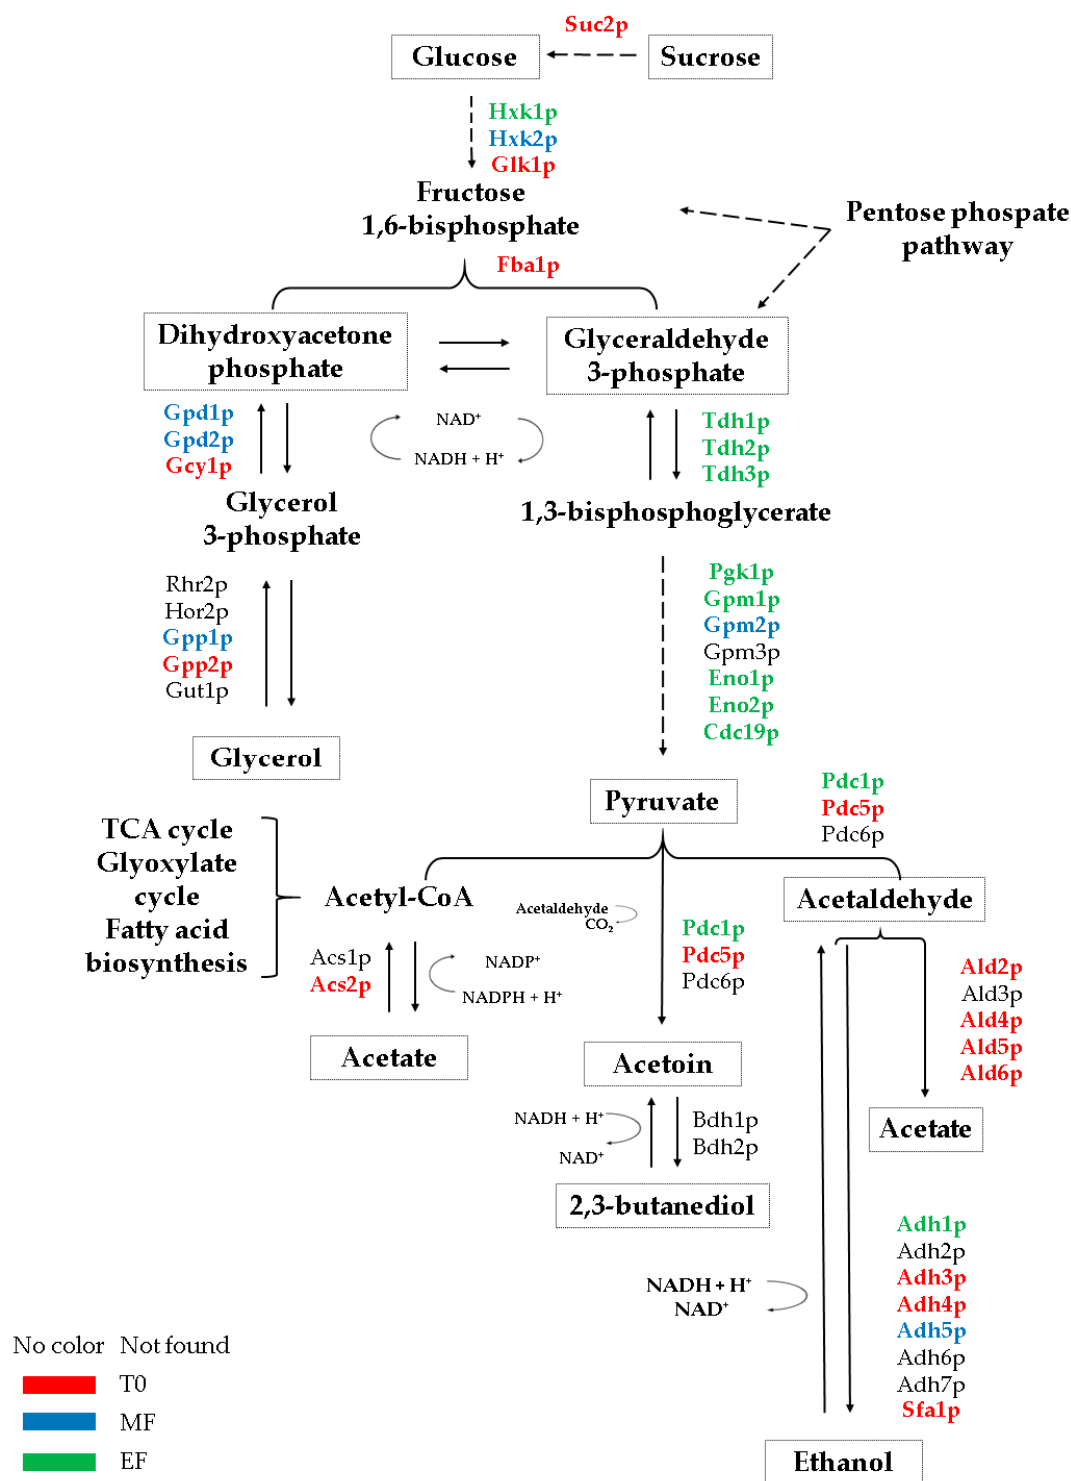 Suc2p
Glucose
Sucrose
Hxk1p
Hxk2p
Glk1p
Fructose
1,6-bisphosphate
Pentose phospate
pathway
Fba1p
Dihydroxyacetone
phosphate
Glyceraldehyde
3-phosphate
Gpd1p
Gpd2p
Gcy1p
NAD⁺
NADH + H⁺
Tdh1p
Tdh2p
Tdh3p
Glycerol
3-phosphate
1,3-bisphosphoglycerate
Rhr2p
Hor2p
Gpp1p
Gpp2p
Gut1p
Pgk1p
Gpm1p
Gpm2p
Gpm3p
Eno1p
Eno2p
Cdc19p
Glycerol
Pyruvate
Pdc1p
Pdc5p
Pdc6p
TCA cycle
Glyoxylate
cycle
Fatty acid
biosynthesis
Acetyl-CoA
Acetaldehyde
CO₂
Acetaldehyde
Acs1p
Acs2p
NADP⁺
NADPH + H⁺
Pdc1p
Pdc5p
Pdc6p
Ald2p
Ald3p
Ald4p
Ald5p
Ald6p
Acetate
Acetoin
Acetate
NADH + H⁺
NAD⁺
Bdh1p
Bdh2p
2,3-butanediol
NADH + H⁺
NAD⁺
Adh1p
Adh2p
Adh3p
Adh4p
Adh5p
Adh6p
Adh7p
Sfa1p
Ethanol
No color Not found
T0
MF
EF